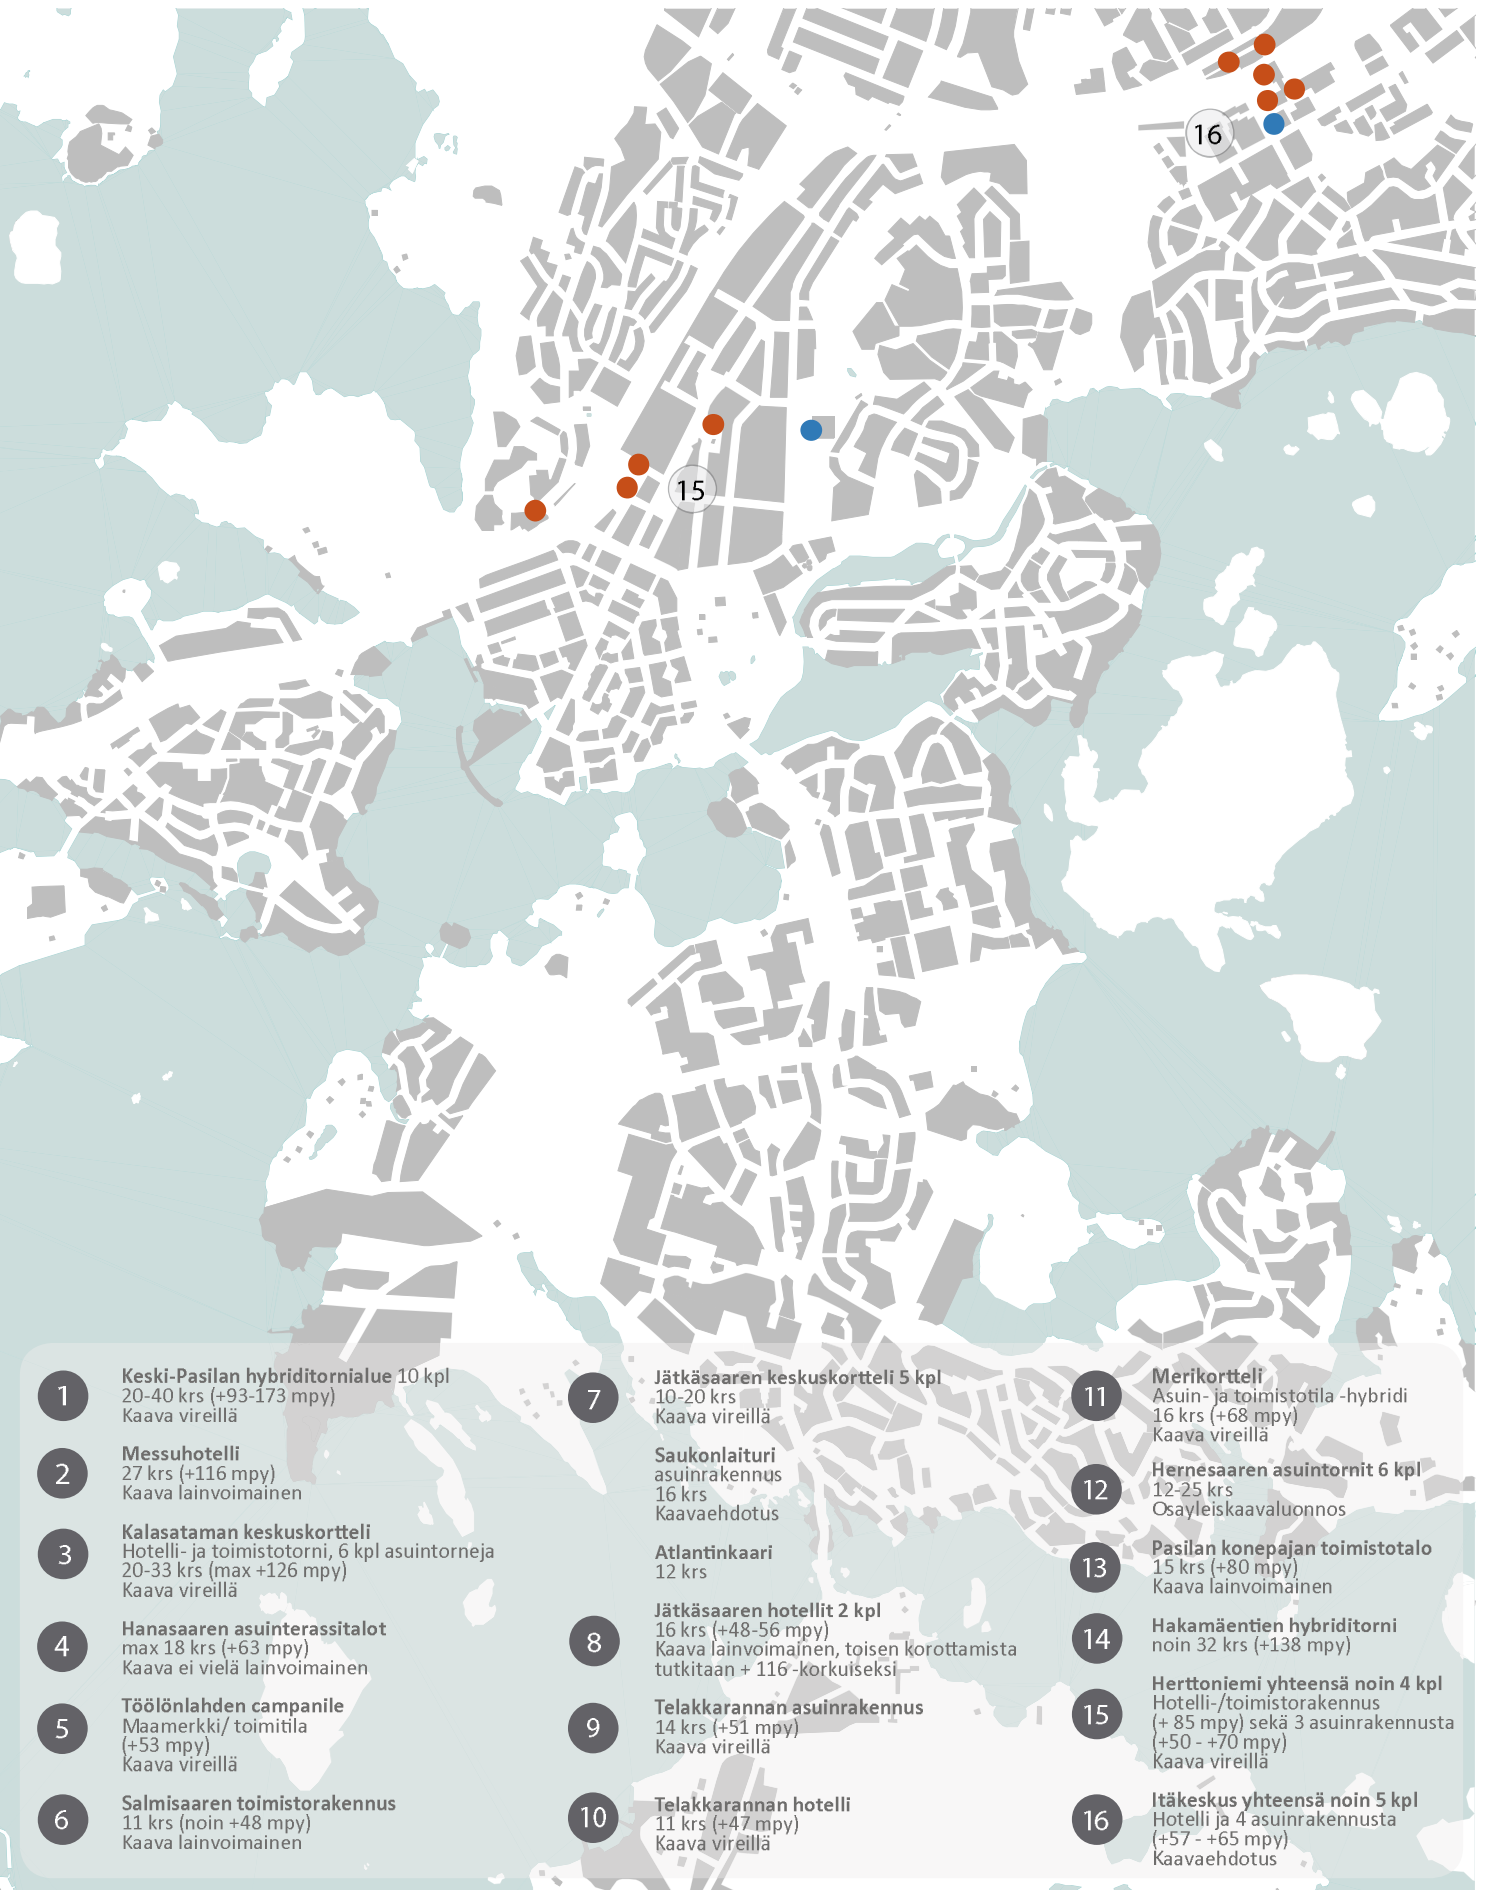 16
15
1
Keski-Pasilan hybriditornialue 10 kpl
20-40 krs (+93-173 mpy)
Kaava vireillä
2
Messuhotelli
27 krs (+116 mpy)
Kaava lainvoimainen
3
Kalasataman keskuskortteli
Hotelli- ja toimistotorni, 6 kpl asuintorneja
20-33 krs (max +126 mpy)
Kaava vireillä
4
Hanasaaren asuinterassitalot
max 18 krs (+63 mpy)
Kaava ei vielä lainvoimainen
5
Töölönlahden campanile
Maamerkki/ toimitila
(+53 mpy)
Kaava vireillä
6
Salmisaaren toimistorakennus
11 krs (noin +48 mpy)
Kaava lainvoimainen
7
Jätkäsaaren keskuskortteli 5 kpl
10-20 krs
Kaava vireillä
Saukonlaituri
asuinrakennus
16 krs
Kaavaehdotus
Atlantinkaari
12 krs
8
Jätkäsaaren hotellit 2 kpl
16 krs (+48-56 mpy)
Kaava lainvoimainen, toisen korottamista
tutkitaan + 116 -korkuiseksi
9
Telakkarannan asuinrakennus
14 krs (+51 mpy)
Kaava vireillä
10
Telakkarannan hotelli
11 krs (+47 mpy)
Kaava vireillä
11
Merikortteli
Asuin- ja toimistotila -hybridi
16 krs (+68 mpy)
Kaava vireillä
12
Hernesaaren asuintornit 6 kpl
12-25 krs
Osayleiskaavaluonnos
13
Pasilan konepajan toimistotalo
15 krs (+80 mpy)
Kaava lainvoimainen
14
Hakamäentien hybriditorni
noin 32 krs (+138 mpy)
15
Herttoniemi yhteensä noin 4 kpl
Hotelli-/toimistorakennus
(+ 85 mpy) sekä 3 asuinrakennusta
(+50 - +70 mpy)
Kaava vireillä
16
Itäkeskus yhteensä noin 5 kpl
Hotelli ja 4 asuinrakennusta
(+57 - +65 mpy)
Kaavaehdotus